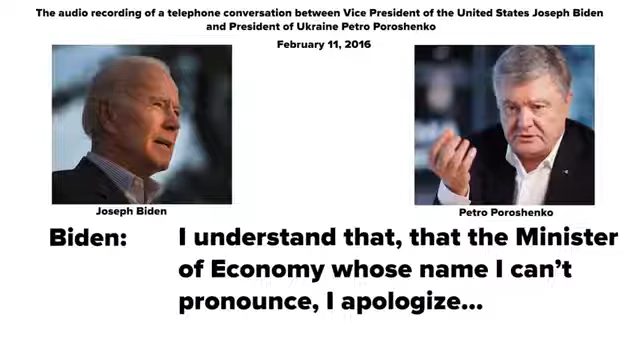 The audio recording of a telephone conversation between Vice President of the United States Joseph Biden
and President of Ukraine Petro Poroshenko
February 11, 2016
Joseph Biden
Petro Poroshenko
Biden: I understand that, that the Minister
of Economy whose name I can’t
pronounce, I apologize...